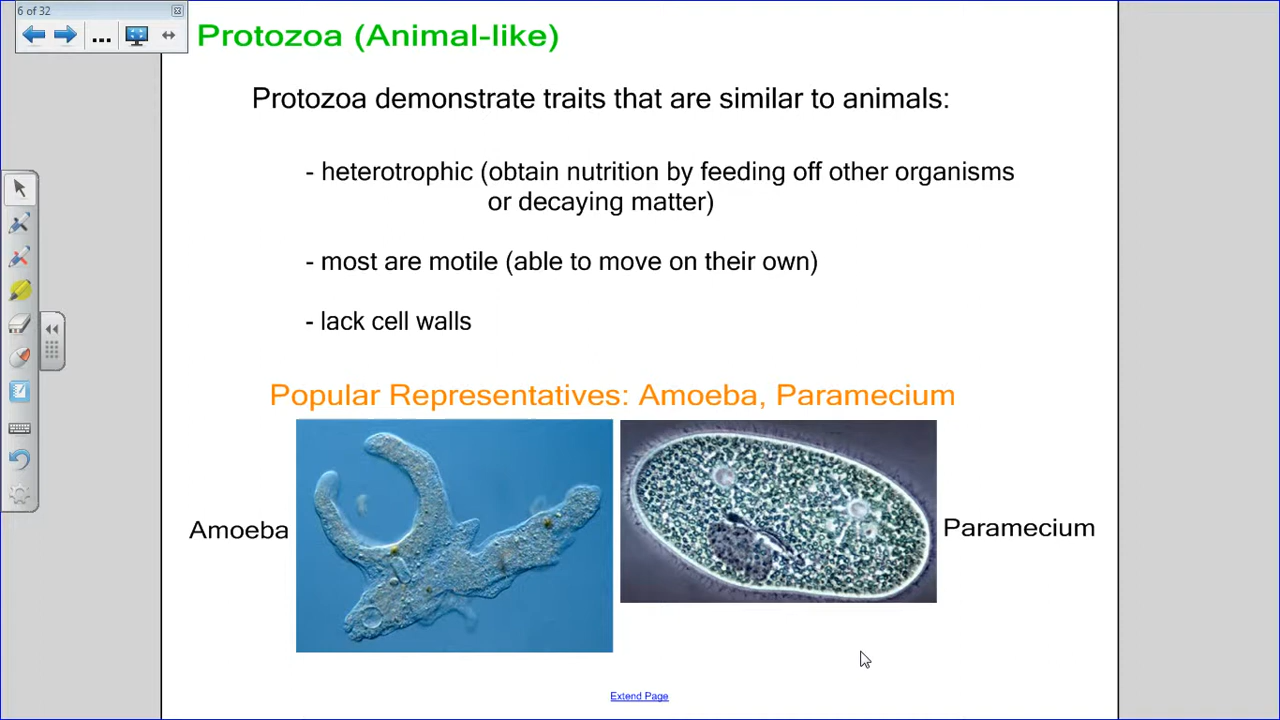 6 of 32
...
Protozoa (Animal-like)
Protozoa demonstrate traits that are similar to animals:
- heterotrophic (obtain nutrition by feeding off other organisms
or decaying matter)
- most are motile (able to move on their own)
- lack cell walls
Popular Representatives: Amoeba, Paramecium
Amoeba
Paramecium
Extend Page